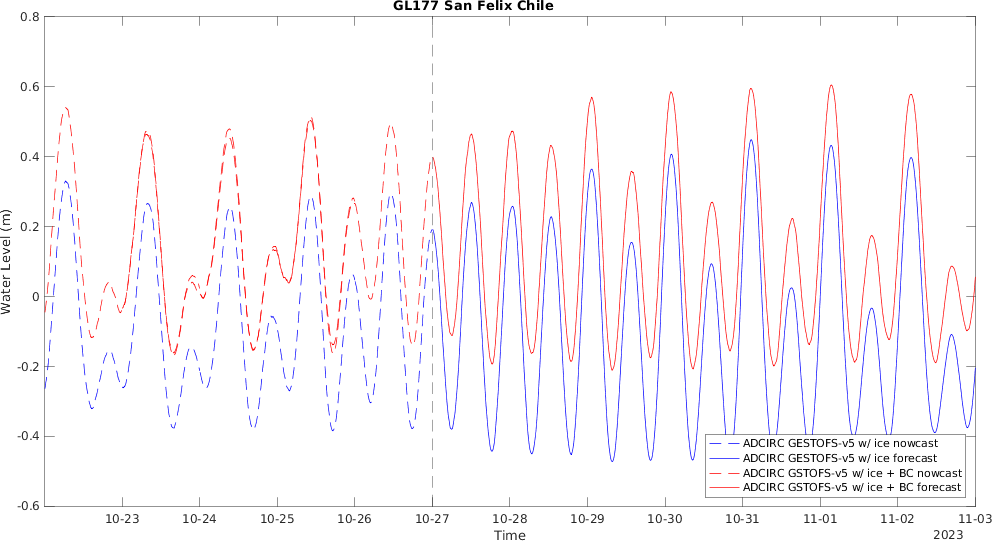 GL177 San Felix Chile
0.8
0.6
0.4
0.2
0
-0.2
-0.4
-0.6
Water Level (m)
10-23 10-24 10-25 10-26 10-27 10-28 10-29 10-30 10-31 11-01 11-02 11-03
Time
2023
ADCIRC GESTOFS-v5 w/ ice nowcast
ADCIRC GESTOFS-v5 w/ ice forecast
ADCIRC GSTOFS-v5 w/ ice + BC nowcast
ADCIRC GSTOFS-v5 w/ ice + BC forecast